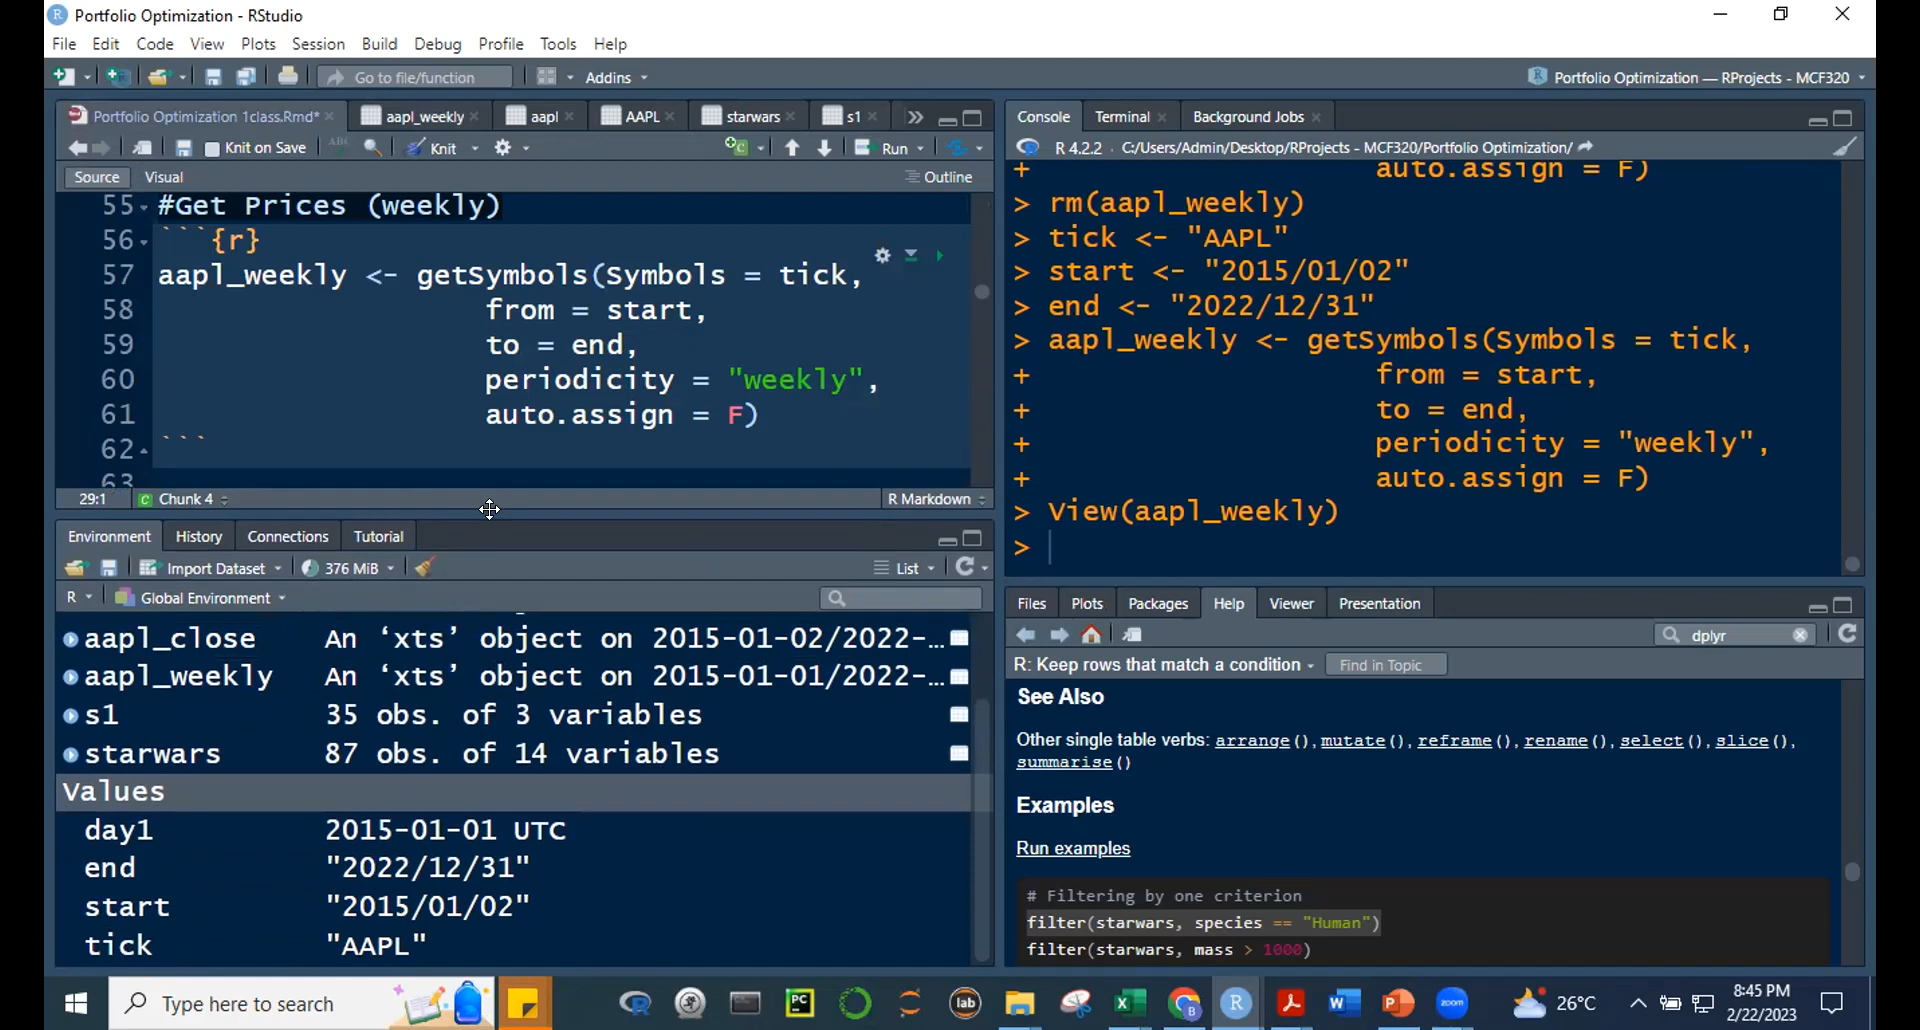 Portfolio Optimization - RStudio
File Edit Code View Plots Session Build Debug Profile Tools Help
Go to file/function Addins Portfolio Optimization — RProjects - MCF320
Portfolio Optimization 1class.Rmd* aapl_weekly aapl AAPL starwars s1
Knit on Save ABC Knit Run
Source Visual Outline
55 #Get Prices (weekly)
56 ```{r}
57 aapl_weekly <- getSymbols(Symbols = tick,
58 from = start,
59 to = end,
60 periodicity = "weekly",
61 auto.assign = F)
62 ```
63
29:1 Chunk 4 R Markdown
Environment History Connections Tutorial
Import Dataset 376 MiB List
R Global Environment
aapl_close An ‘xts’ object on 2015-01-02/2022-…
aapl_weekly An ‘xts’ object on 2015-01-01/2022-…
s1 35 obs. of 3 variables
starwars 87 obs. of 14 variables
Values
day1 2015-01-01 UTC
end "2022/12/31"
start "2015/01/02"
tick "AAPL"
Console Terminal Background Jobs
R 4.2.2 · C:/Users/Admin/Desktop/RProjects - MCF320/Portfolio Optimization/
+ auto.assign = F)
> rm(aapl_weekly)
> tick <- "AAPL"
> start <- "2015/01/02"
> end <- "2022/12/31"
> aapl_weekly <- getSymbols(Symbols = tick,
+ from = start,
+ to = end,
+ periodicity = "weekly",
+ auto.assign = F)
> View(aapl_weekly)
>
Files Plots Packages Help Viewer Presentation
dplyr
R: Keep rows that match a condition Find in Topic
See Also
Other single table verbs: arrange(), mutate(), reframe(), rename(), select(), slice(),
summarise()
Examples
Run examples
# Filtering by one criterion
filter(starwars, species == "Human")
filter(starwars, mass > 1000)
Type here to search PC lab 26°C 8:45 PM
2/22/2023
zoom